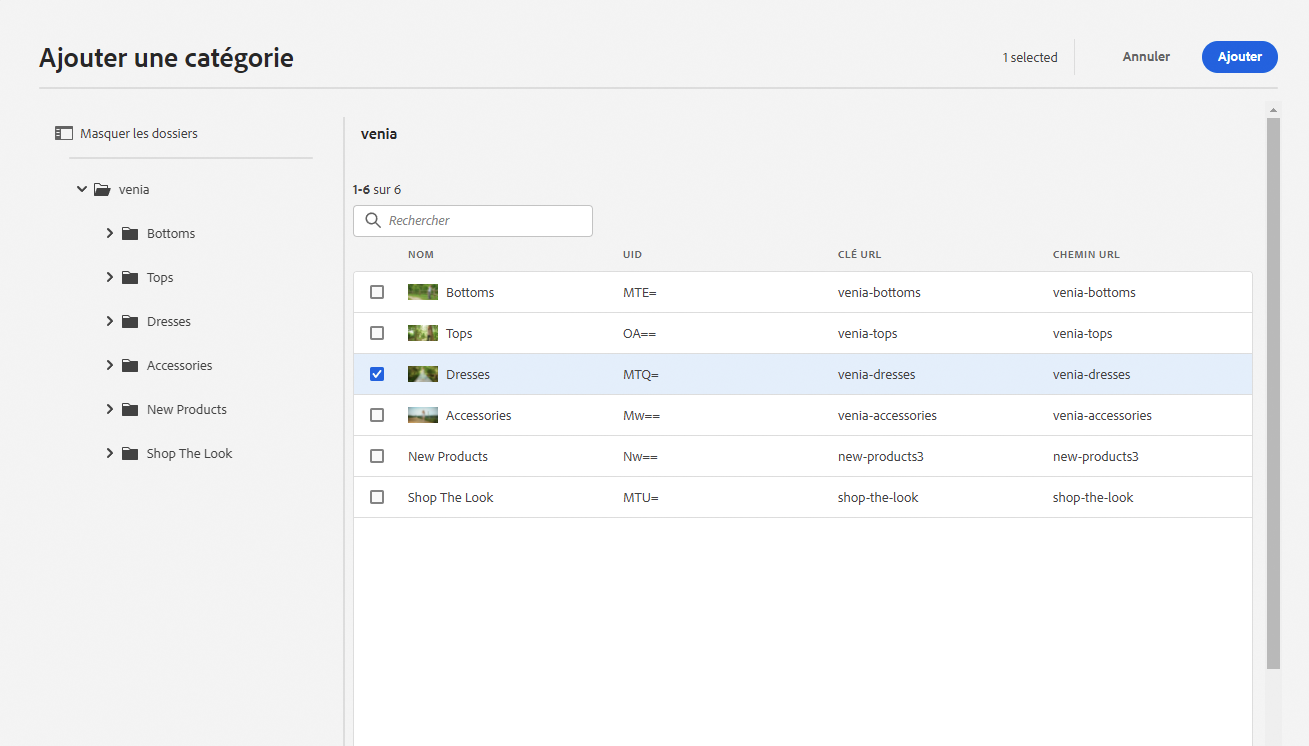 Ajouter une catégorie
1 selected
Annuler
Ajouter
Masquer les dossiers
venia
Bottoms
Tops
Dresses
Accessories
New Products
Shop The Look
venia
1-6 sur 6
Rechercher
NOM UID CLÉ URL CHEMIN URL
Bottoms MTE= venia-bottoms venia-bottoms
Tops OA== venia-tops venia-tops
Dresses MTQ= venia-dresses venia-dresses
Accessories Mw== venia-accessories venia-accessories
New Products Nw== new-products3 new-products3
Shop The Look MTU= shop-the-look shop-the-look